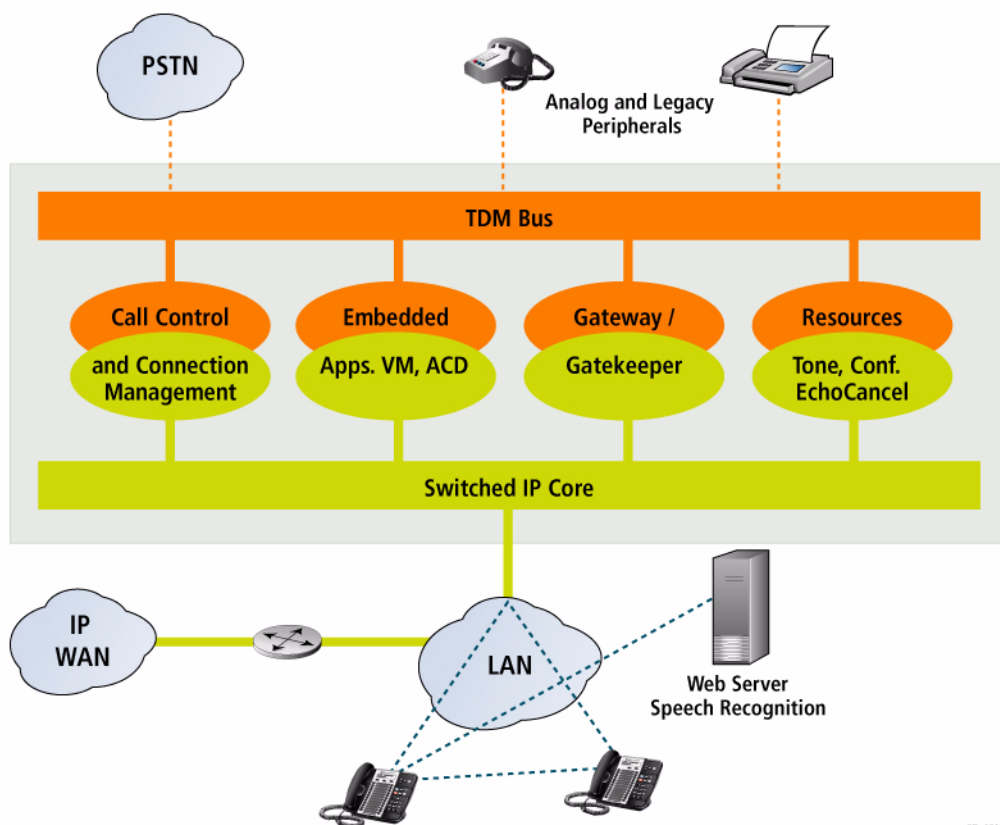 PSTN
Analog and Legacy
Peripherals
TDM Bus
Call Control
and Connection
Management
Embedded
Apps. VM, ACD
Gateway /
Gatekeeper
Resources
Tone, Conf.
EchoCancel
Switched IP Core
IP
WAN
LAN
Web Server
Speech Recognition